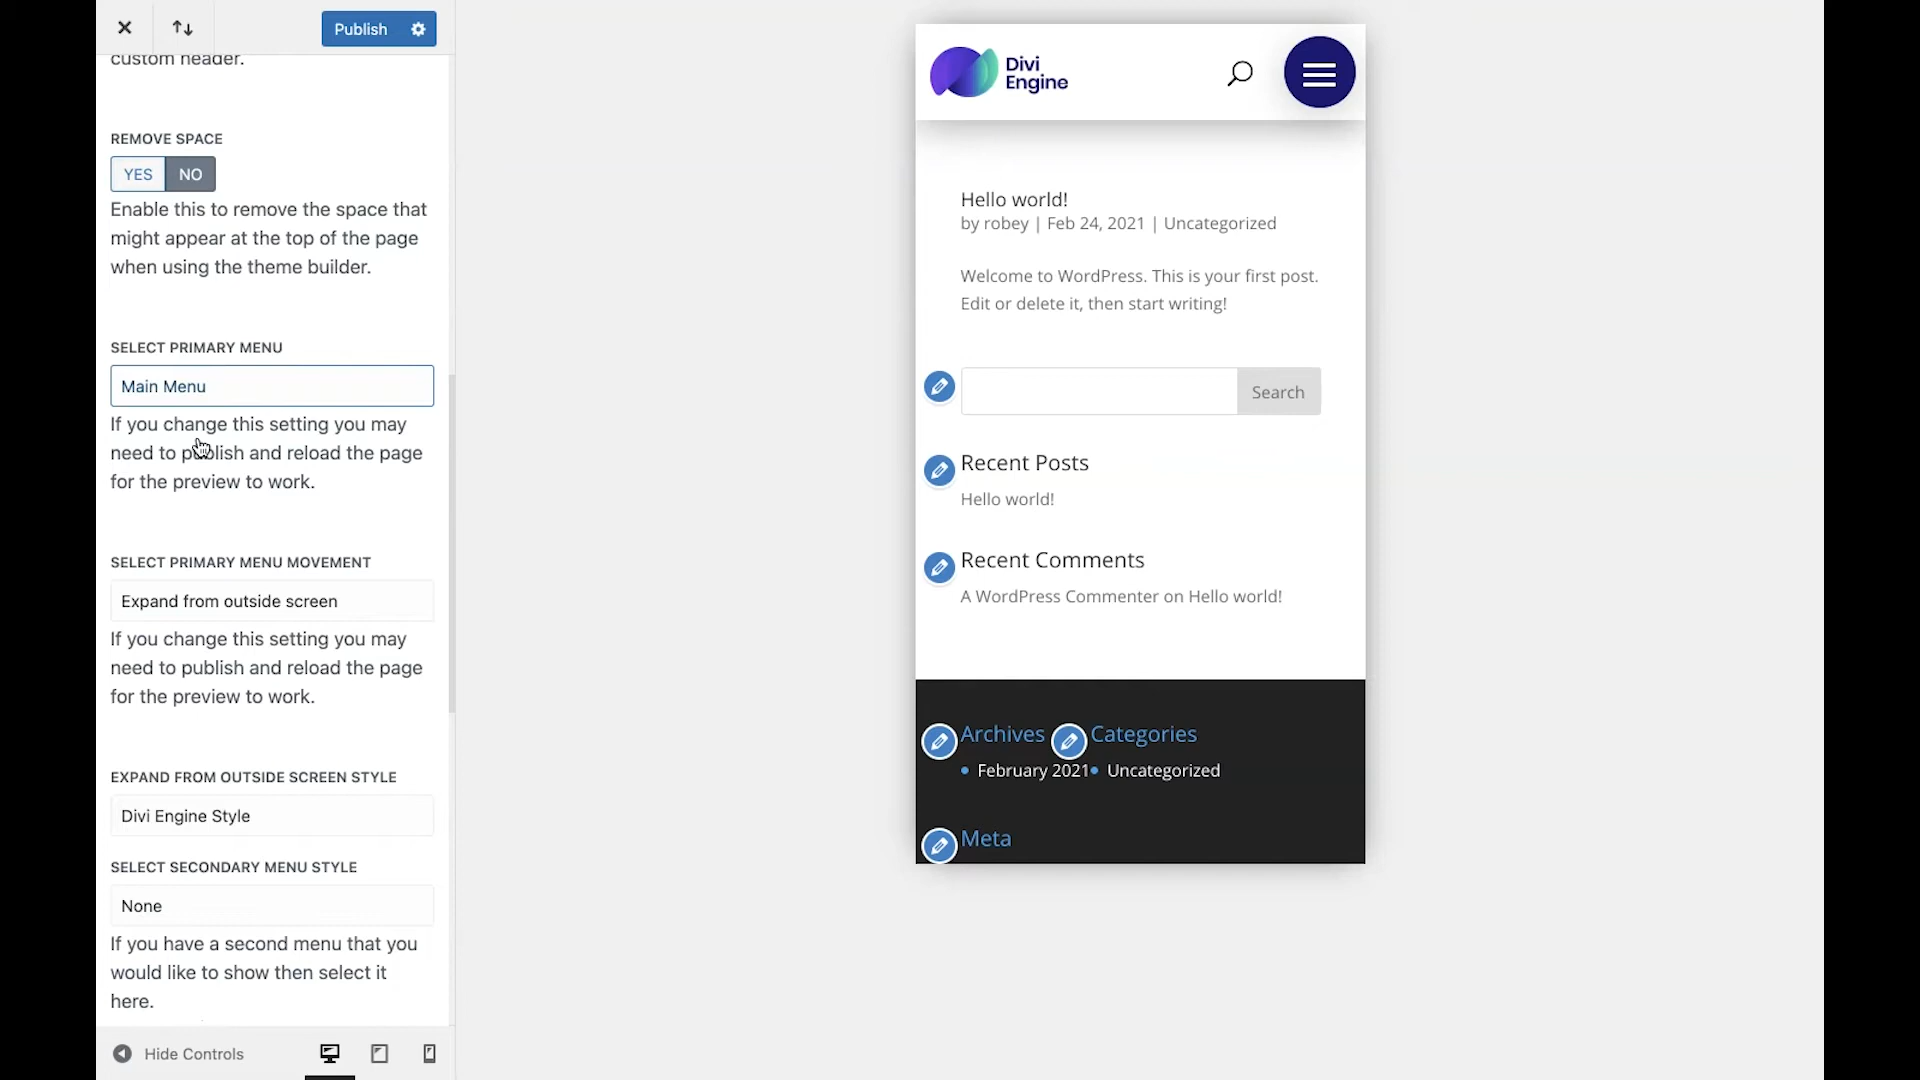 Publish
custom header.
REMOVE SPACE
YES NO
Enable this to remove the space that
might appear at the top of the page
when using the theme builder.
SELECT PRIMARY MENU
Main Menu
If you change this setting you may
need to publish and reload the page
for the preview to work.
SELECT PRIMARY MENU MOVEMENT
Expand from outside screen
If you change this setting you may
need to publish and reload the page
for the preview to work.
EXPAND FROM OUTSIDE SCREEN STYLE
Divi Engine Style
SELECT SECONDARY MENU STYLE
None
If you have a second menu that you
would like to show then select it
here.
Hide Controls
Divi
Engine
Hello world!
by robey | Feb 24, 2021 | Uncategorized
Welcome to WordPress. This is your first post.
Edit or delete it, then start writing!
Search
Recent Posts
Hello world!
Recent Comments
A WordPress Commenter on Hello world!
Archives Categories
• February 2021 • Uncategorized
Meta